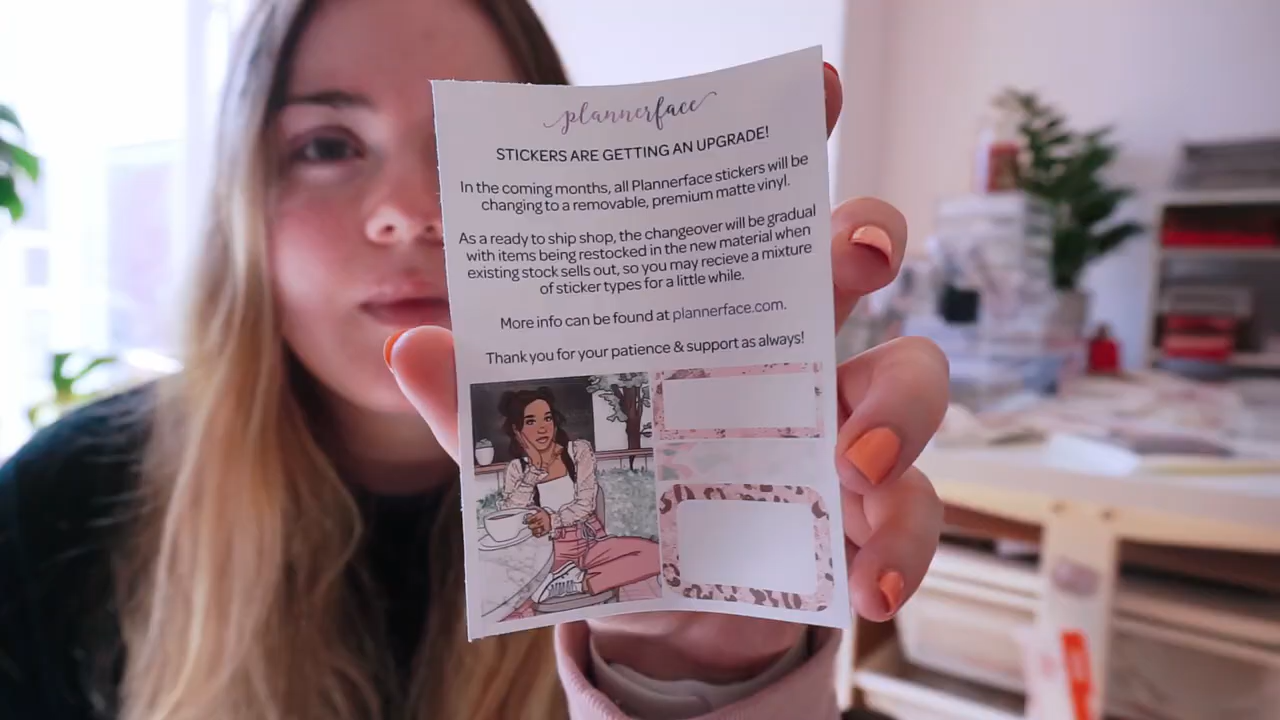 plannerface
STICKERS ARE GETTING AN UPGRADE!
In the coming months, all Plannerface stickers will be
changing to a removable, premium matte vinyl.
As a ready to ship shop, the changeover will be gradual
with items being restocked in the new material when
existing stock sells out, so you may recieve a mixture
of sticker types for a little while.
More info can be found at plannerface.com.
Thank you for your patience & support as always!